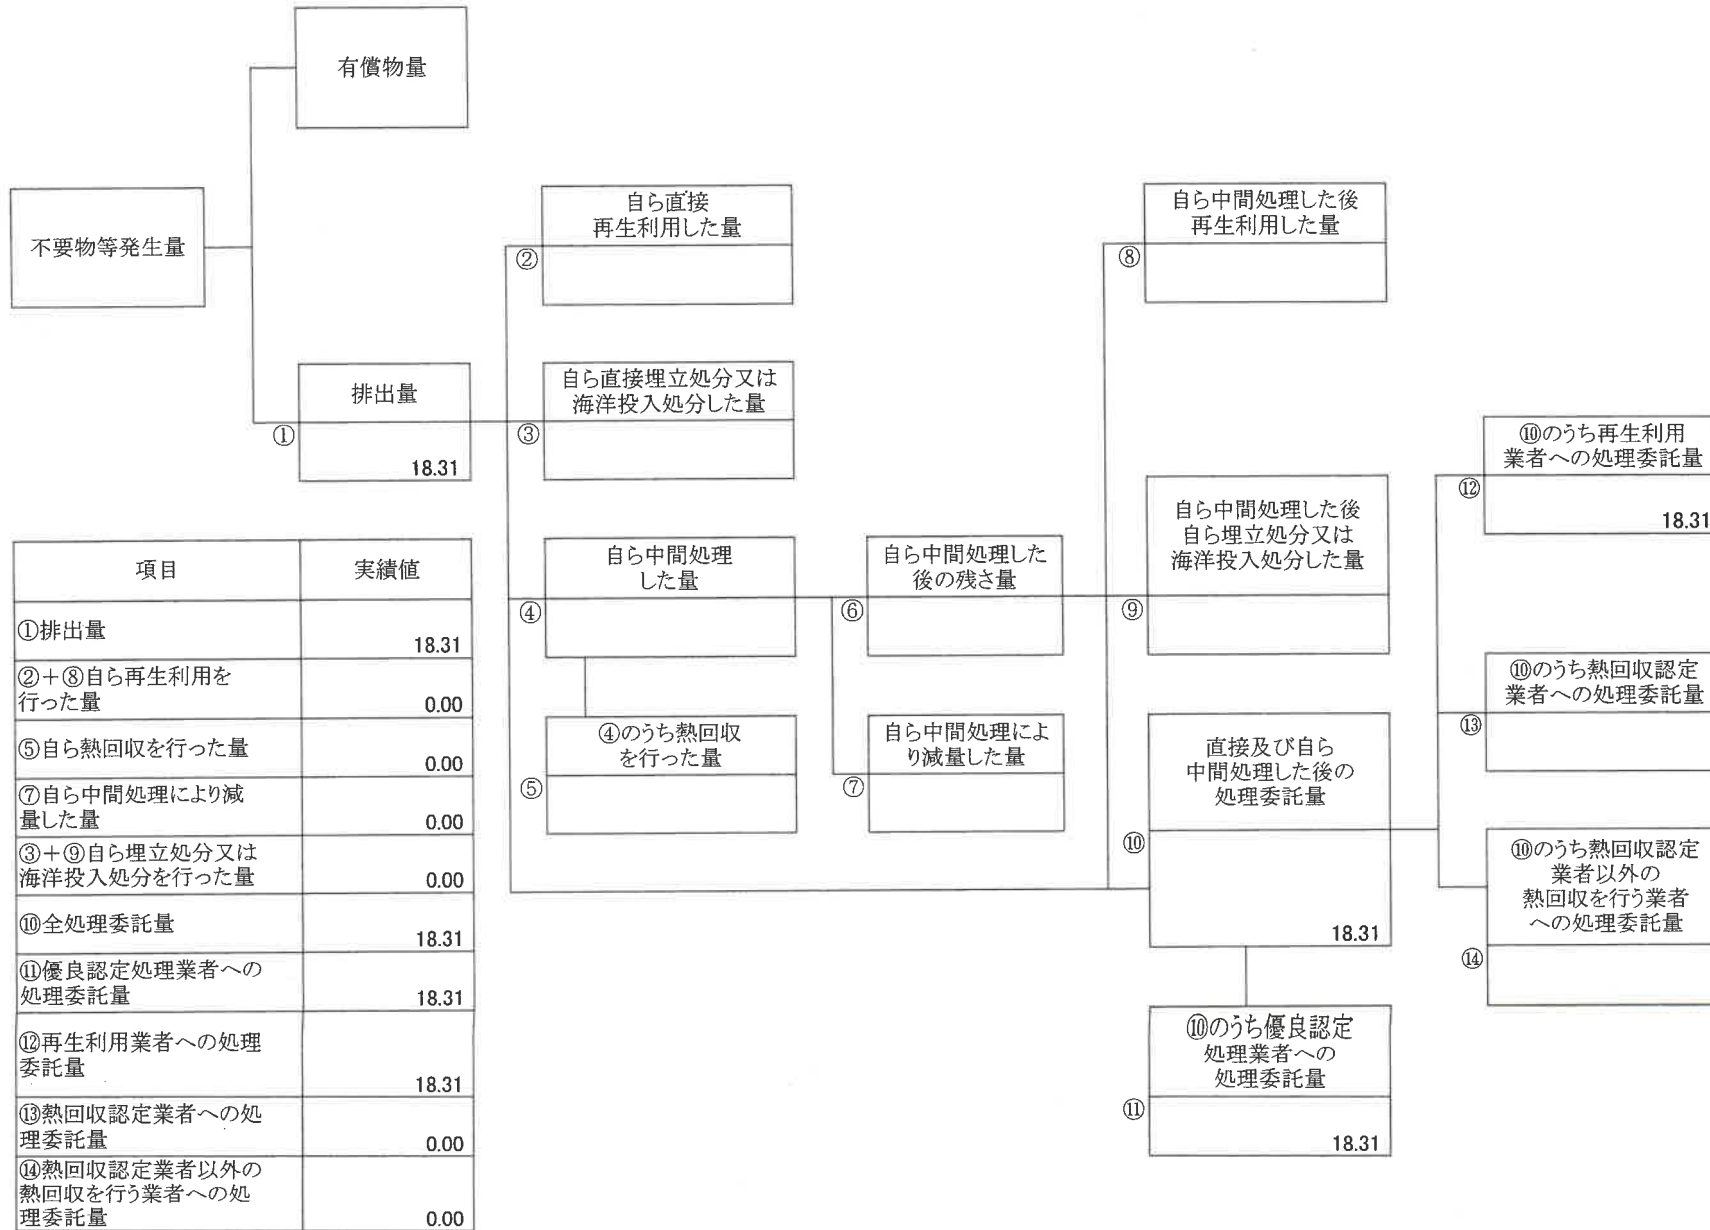 有償物量
不要物等発生量
排出量
①
18.31
自ら直接
再生利用した量
②
自ら直接埋立処分又は
海洋投入処分した量
③
自ら中間処理
した量
④
④のうち熱回収
を行った量
⑤
自ら中間処理した
後の残さ量
⑥
自ら中間処理によ
り減量した量
⑦
自ら中間処理した後
再生利用した量
⑧
自ら中間処理した後
自ら埋立処分又は
海洋投入処分した量
⑨
直接及び自ら
中間処理した後の
処理委託量
⑩
18.31
⑩のうち優良認定
処理業者への
処理委託量
⑪
18.31
⑩のうち再生利用
業者への処理委託量
⑫
18.31
⑩のうち熱回収認定
業者への処理委託量
⑬
⑩のうち熱回収認定
業者以外の
熱回収を行う業者
への処理委託量
⑭
項目 実績値
①排出量
18.31
②+⑧自ら再生利用を
行った量 0.00
⑤自ら熱回収を行った量
0.00
⑦自ら中間処理により減
量した量 0.00
③+⑨自ら埋立処分又は
海洋投入処分を行った量 0.00
⑩全処理委託量
18.31
⑪優良認定処理業者への
処理委託量 18.31
⑫再生利用業者への処理
委託量
18.31
⑬熱回収認定業者への処
理委託量 0.00
⑭熱回収認定業者以外の
熱回収を行う業者への処
理委託量 0.00